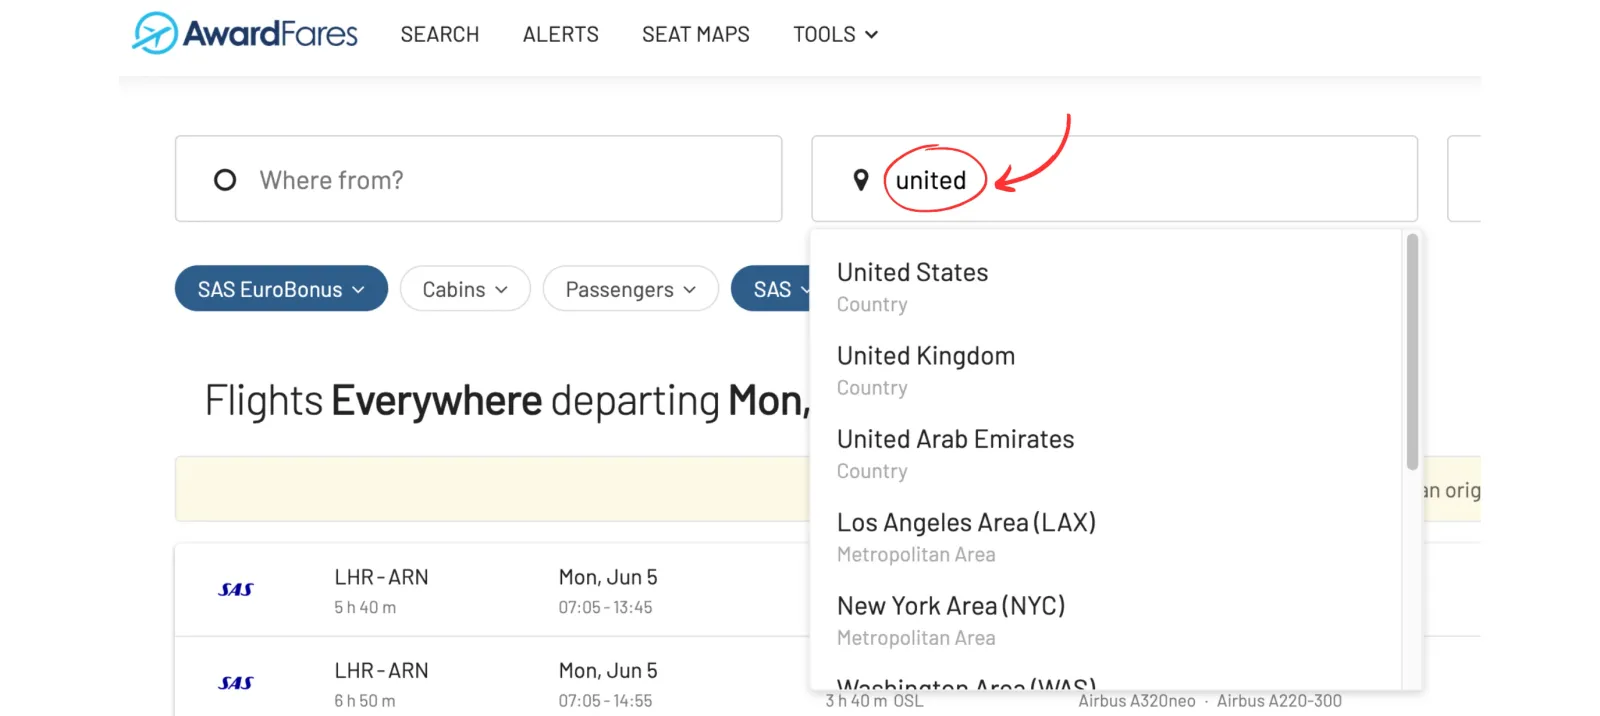 AwardFares SEARCH ALERTS SEAT MAPS TOOLS
Where from?
united
SAS EuroBonus Cabins Passengers SAS
United States
Country
United Kingdom
Country
United Arab Emirates
Country
Los Angeles Area (LAX)
Metropolitan Area
New York Area (NYC)
Metropolitan Area
Washington Area (WAS)
Flights Everywhere departing Mon,
an orig
SAS LHR - ARN Mon, Jun 5
5 h 40 m 07:05 - 13:45
SAS LHR - ARN Mon, Jun 5
6 h 50 m 07:05 - 14:55 3 h 40 m OSL Airbus A320neo · Airbus A220-300